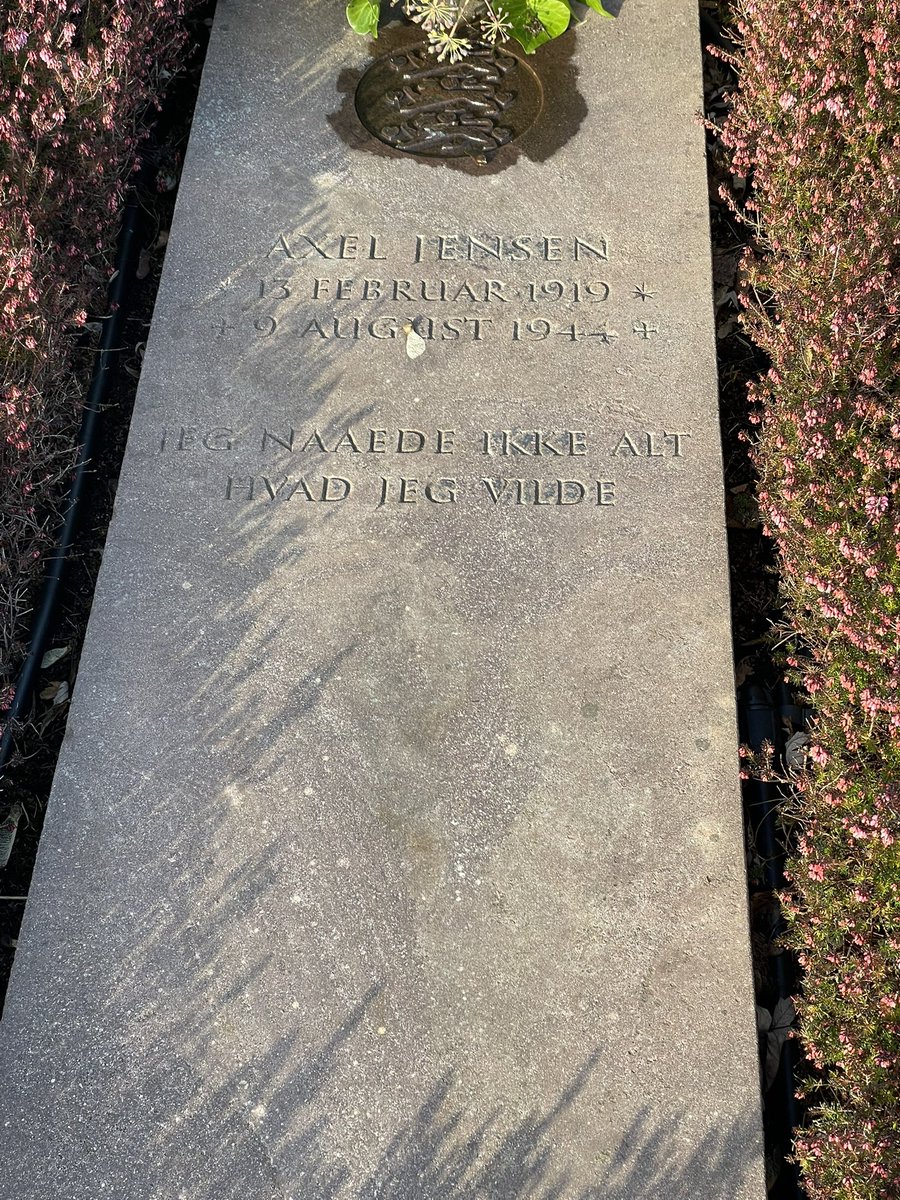 AXEL JENSEN
* 13 FEBRUAR 1919 *
+ 9 AUGUST 1944 +
JEG NAAEDE IKKE ALT
HVAD JEG VILDE